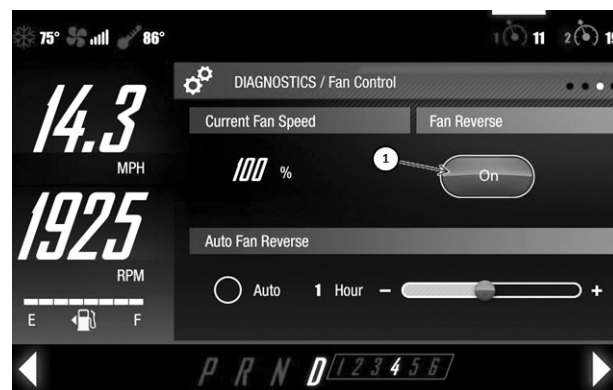 75° 86° 1 11 2
DIAGNOSTICS / Fan Control
14.3
MPH
Current Fan Speed Fan Reverse
100 %
1
On
1925
RPM
Auto Fan Reverse
Auto 1 Hour − +
E F
P R N D 1 2 3 4 5 6